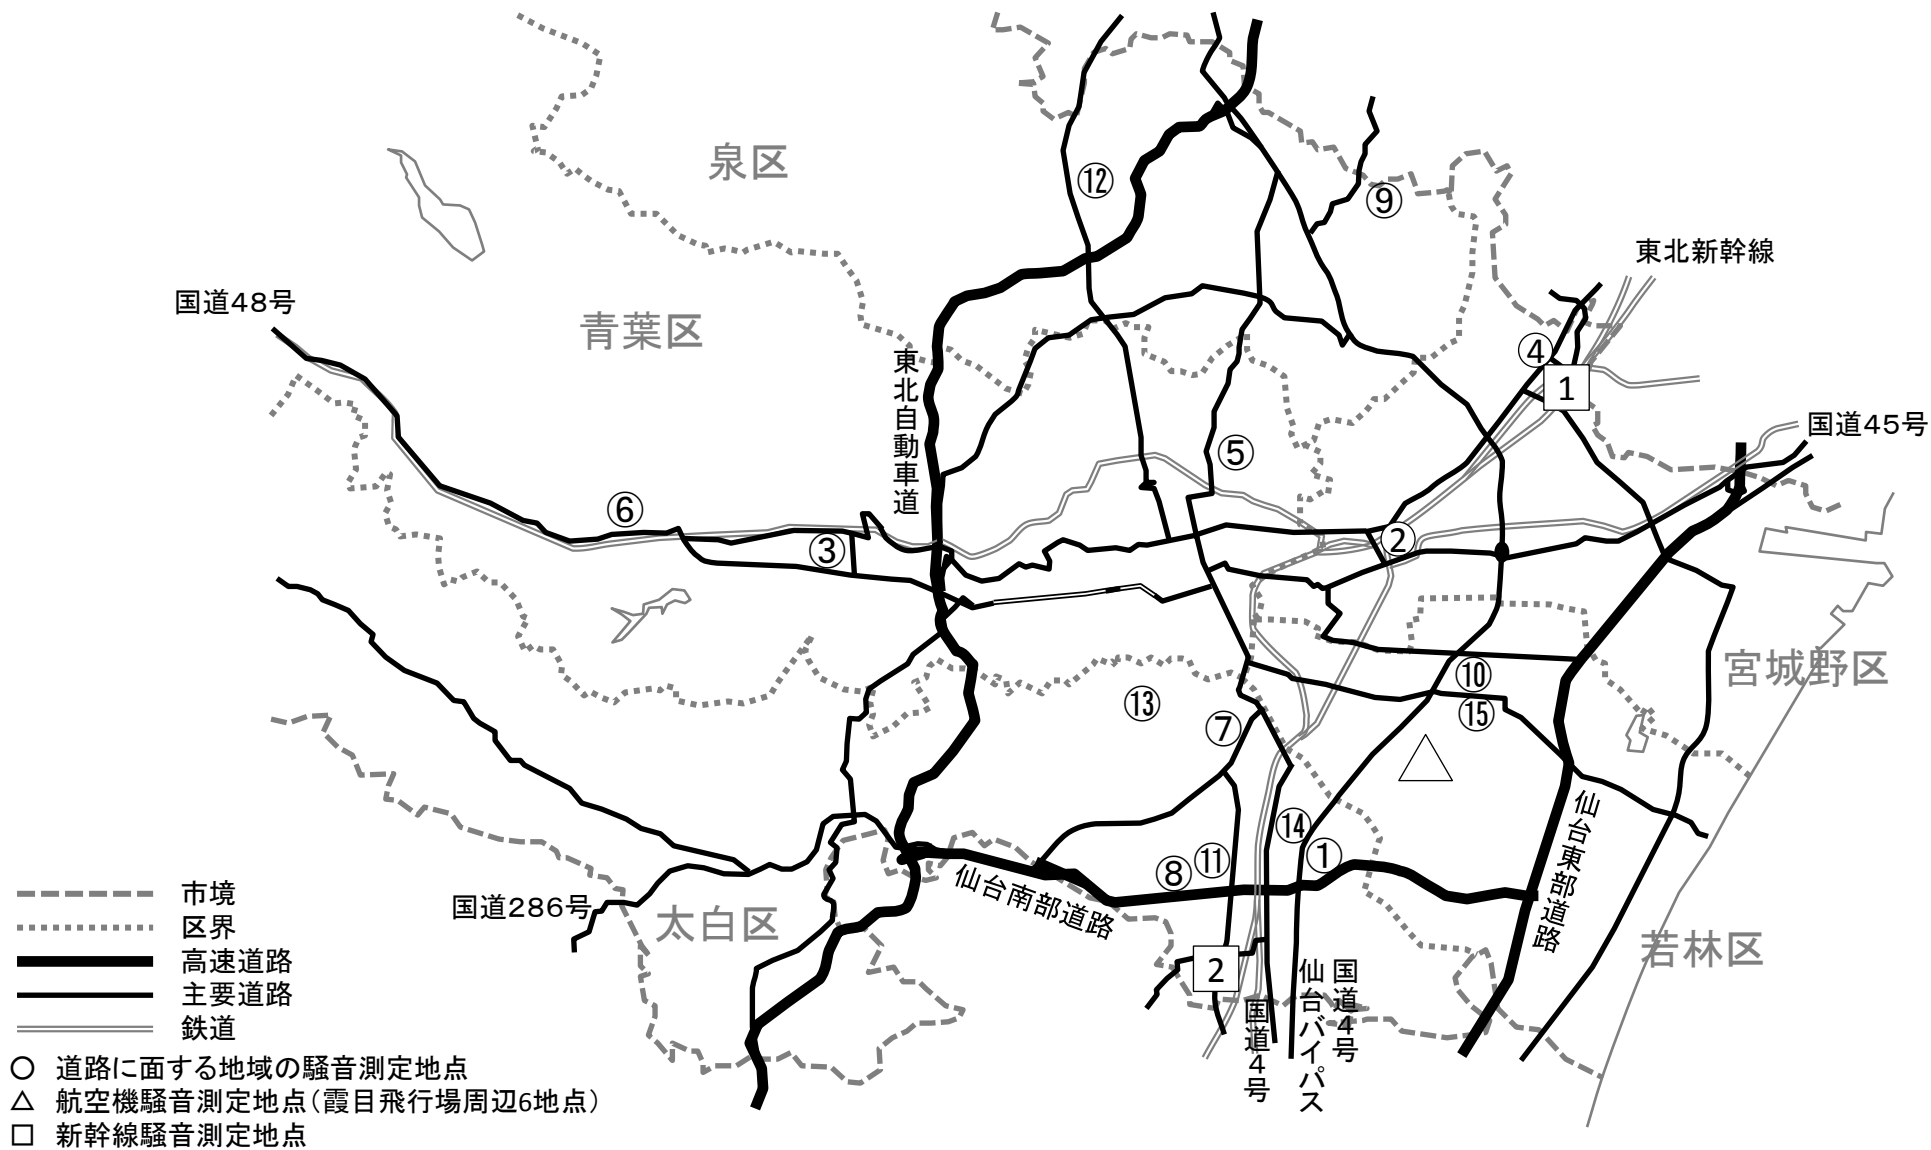 泉区
⑫
⑨
東北新幹線
国道48号
青葉区
④
1
東北自動車道
国道45号
⑤
⑥
③
②
宮城野区
⑩
⑬
⑮
⑦
仙台東部道路
⑭
①
⑪
⑧
仙台南部道路
市境
国道286号
太白区
区界
若林区
高速道路
2
国道4号
仙台バイパス
国道4号
主要道路
鉄道
道路に面する地域の騒音測定地点
航空機騒音測定地点（霞目飛行場周辺6地点）
新幹線騒音測定地点